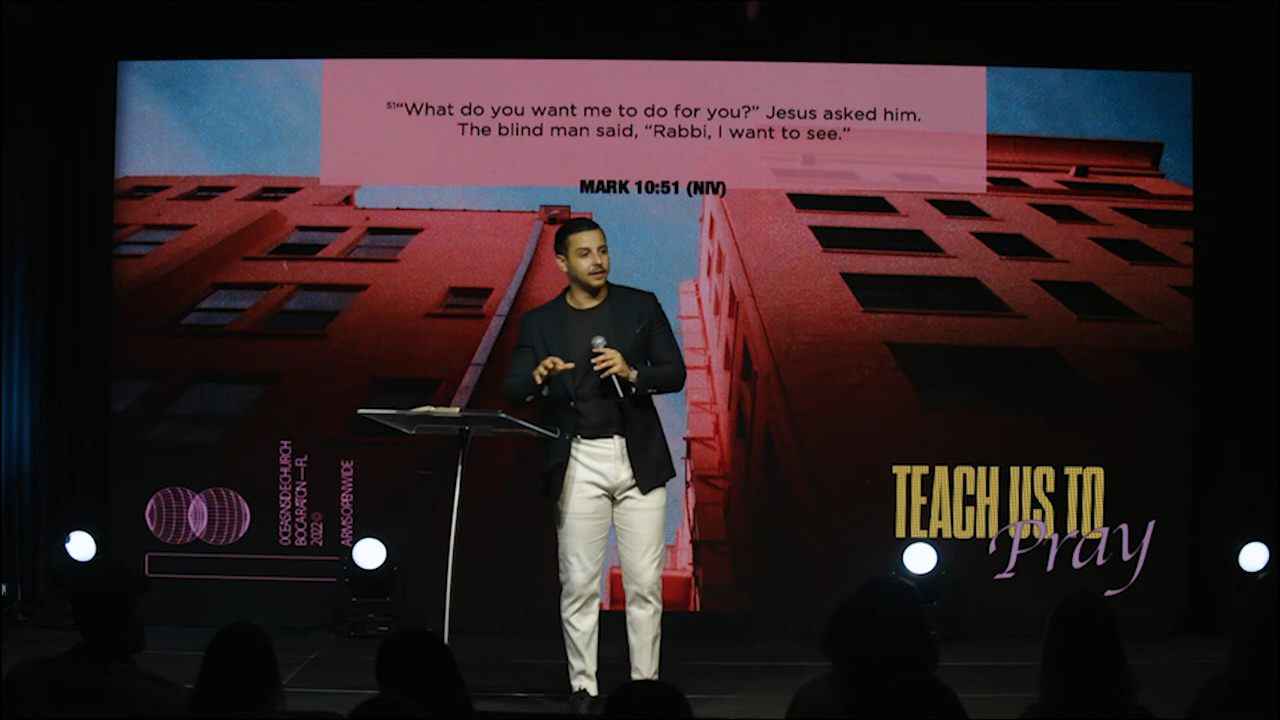 ⁵¹“What do you want me to do for you?” Jesus asked him.
The blind man said, “Rabbi, I want to see.”
MARK 10:51 (NIV)
OCEANSIDECHURCH
BOCA RATON—FL
2022©
ARMSOPENWIDE
TEACH US TO
Pray